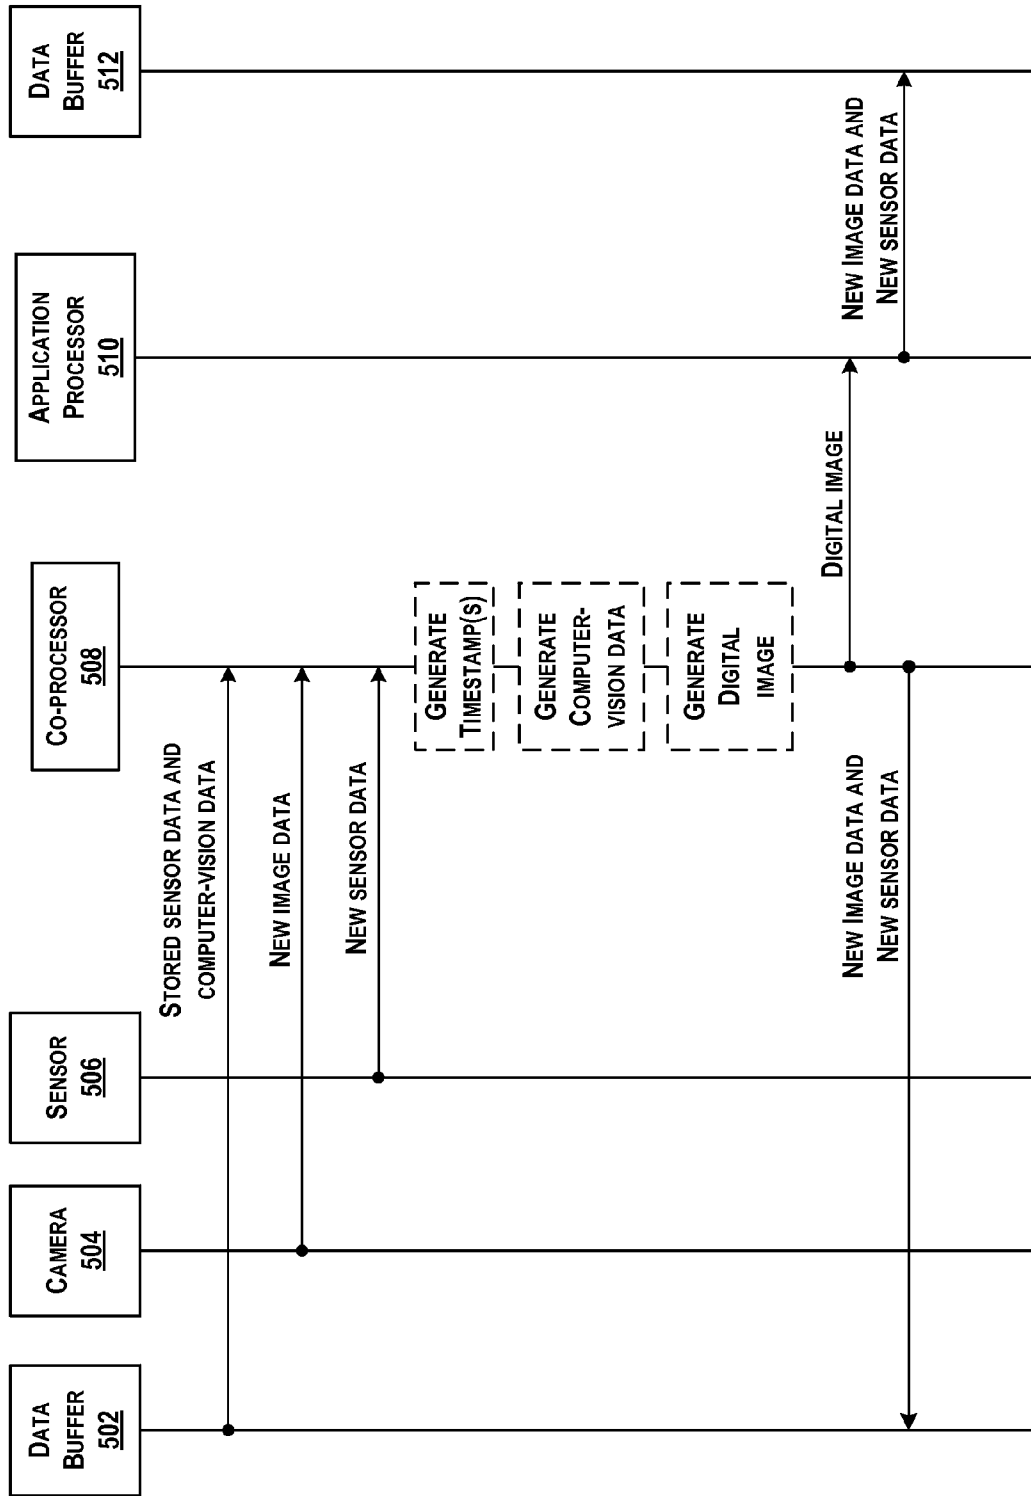 DATA
BUFFER
502
CAMERA
504
SENSOR
506
CO-PROCESSOR
508
APPLICATION
PROCESSOR
510
DATA
BUFFER
512
STORED SENSOR DATA AND
COMPUTER-VISION DATA
NEW IMAGE DATA
NEW SENSOR DATA
GENERATE
TIMESTAMP(S)
GENERATE
COMPUTER-
VISION DATA
GENERATE
DIGITAL
IMAGE
DIGITAL IMAGE
NEW IMAGE DATA AND
NEW SENSOR DATA
NEW IMAGE DATA AND
NEW SENSOR DATA